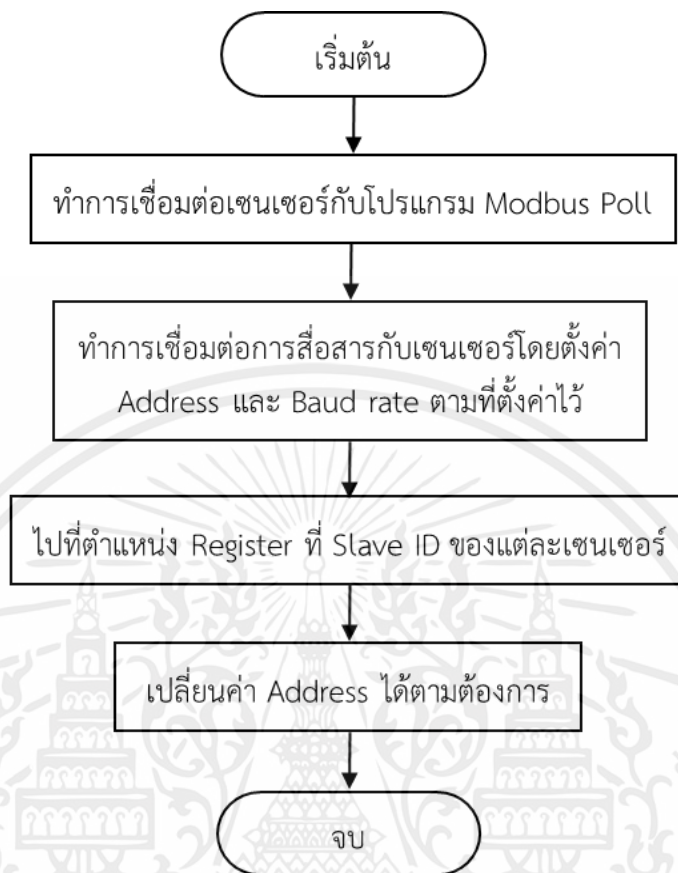 เริ่มต้น
ทำการเชื่อมต่อเซนเซอร์กับโปรแกรม Modbus Poll
ทำการเชื่อมต่อการสื่อสารกับเซนเซอร์โดยตั้งค่า
Address และ Baud rate ตามที่ตั้งค่าไว้
ไปที่ตำแหน่ง Register ที่ Slave ID ของแต่ละเซนเซอร์
เปลี่ยนค่า Address ได้ตามต้องการ
จบ